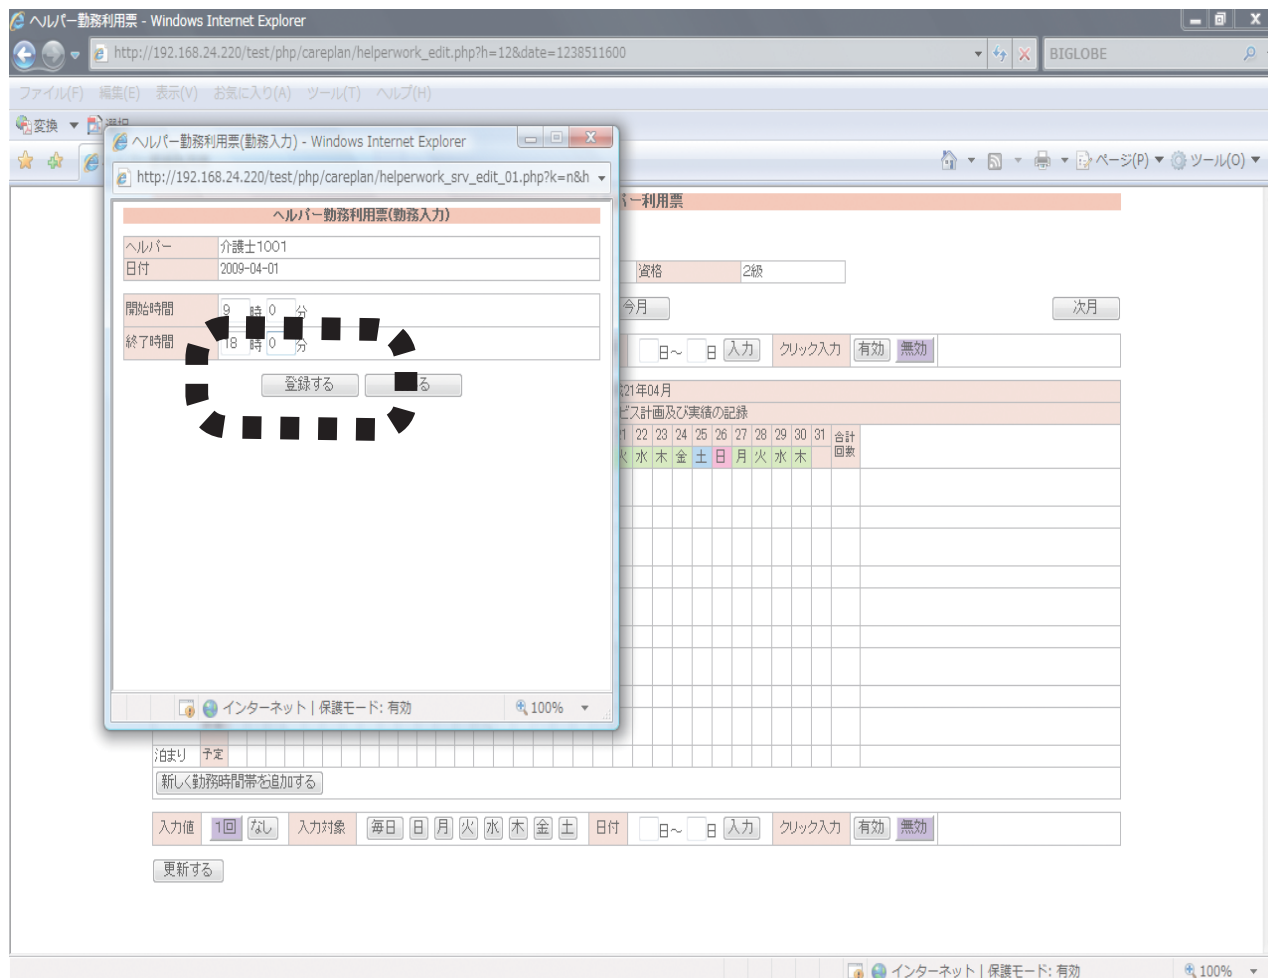 ヘルパー勤務利用票 - Windows Internet Explorer
http://192.168.24.220/test/php/careplan/helperwork_edit.php?h=12&date=1238511600
BIGLOBE
ファイル(F) 編集(E) 表示(V) お気に入り(A) ツール(T) ヘルプ(H)
変換 選択
ページ(P) ツール(O)
ヘルパー勤務利用票(勤務入力) - Windows Internet Explorer
http://192.168.24.220/test/php/careplan/helperwork_srv_edit_01.php?k=n&h
ヘルパー勤務利用票(勤務入力)
ヘルパー 介護士1001
日付 2009-04-01
開始時間 9 時 0 分
終了時間 18 時 0 分
登録する る
インターネット | 保護モード: 有効 100%
パー利用票
資格 2級
今月 次月
日～ 日 入力 クリック入力 有効 無効
21年04月
ビス計画及び実績の記録
22 23 24 25 26 27 28 29 30 31 合計回数
火 水 木 金 土 日 月 火 水 木
泊まり 予定
新しく勤務時間帯を追加する
入力値 1回 なし 入力対象 毎日 日 月 火 水 木 金 土 日付 日～ 日 入力 クリック入力 有効 無効
更新する
インターネット | 保護モード: 有効 100%